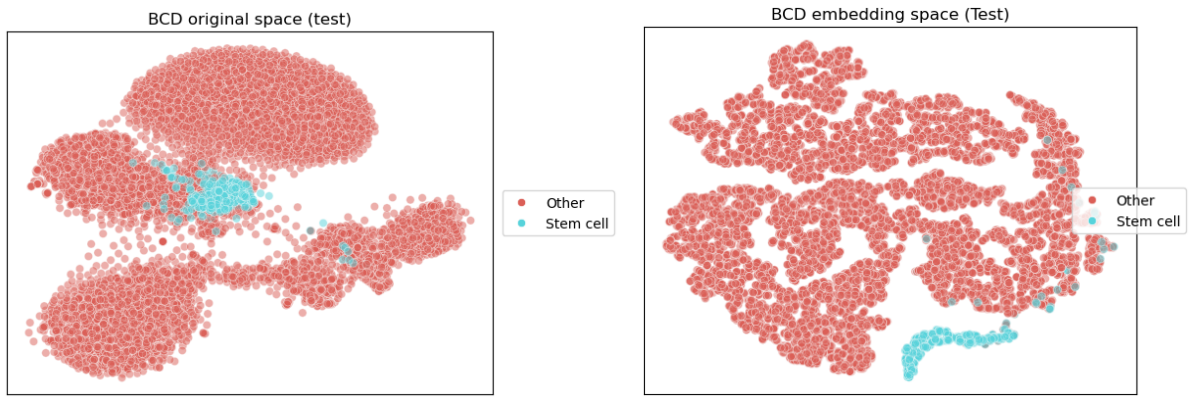 BCD original space (test)
Other
Stem cell
BCD embedding space (Test)
Other
Stem cell